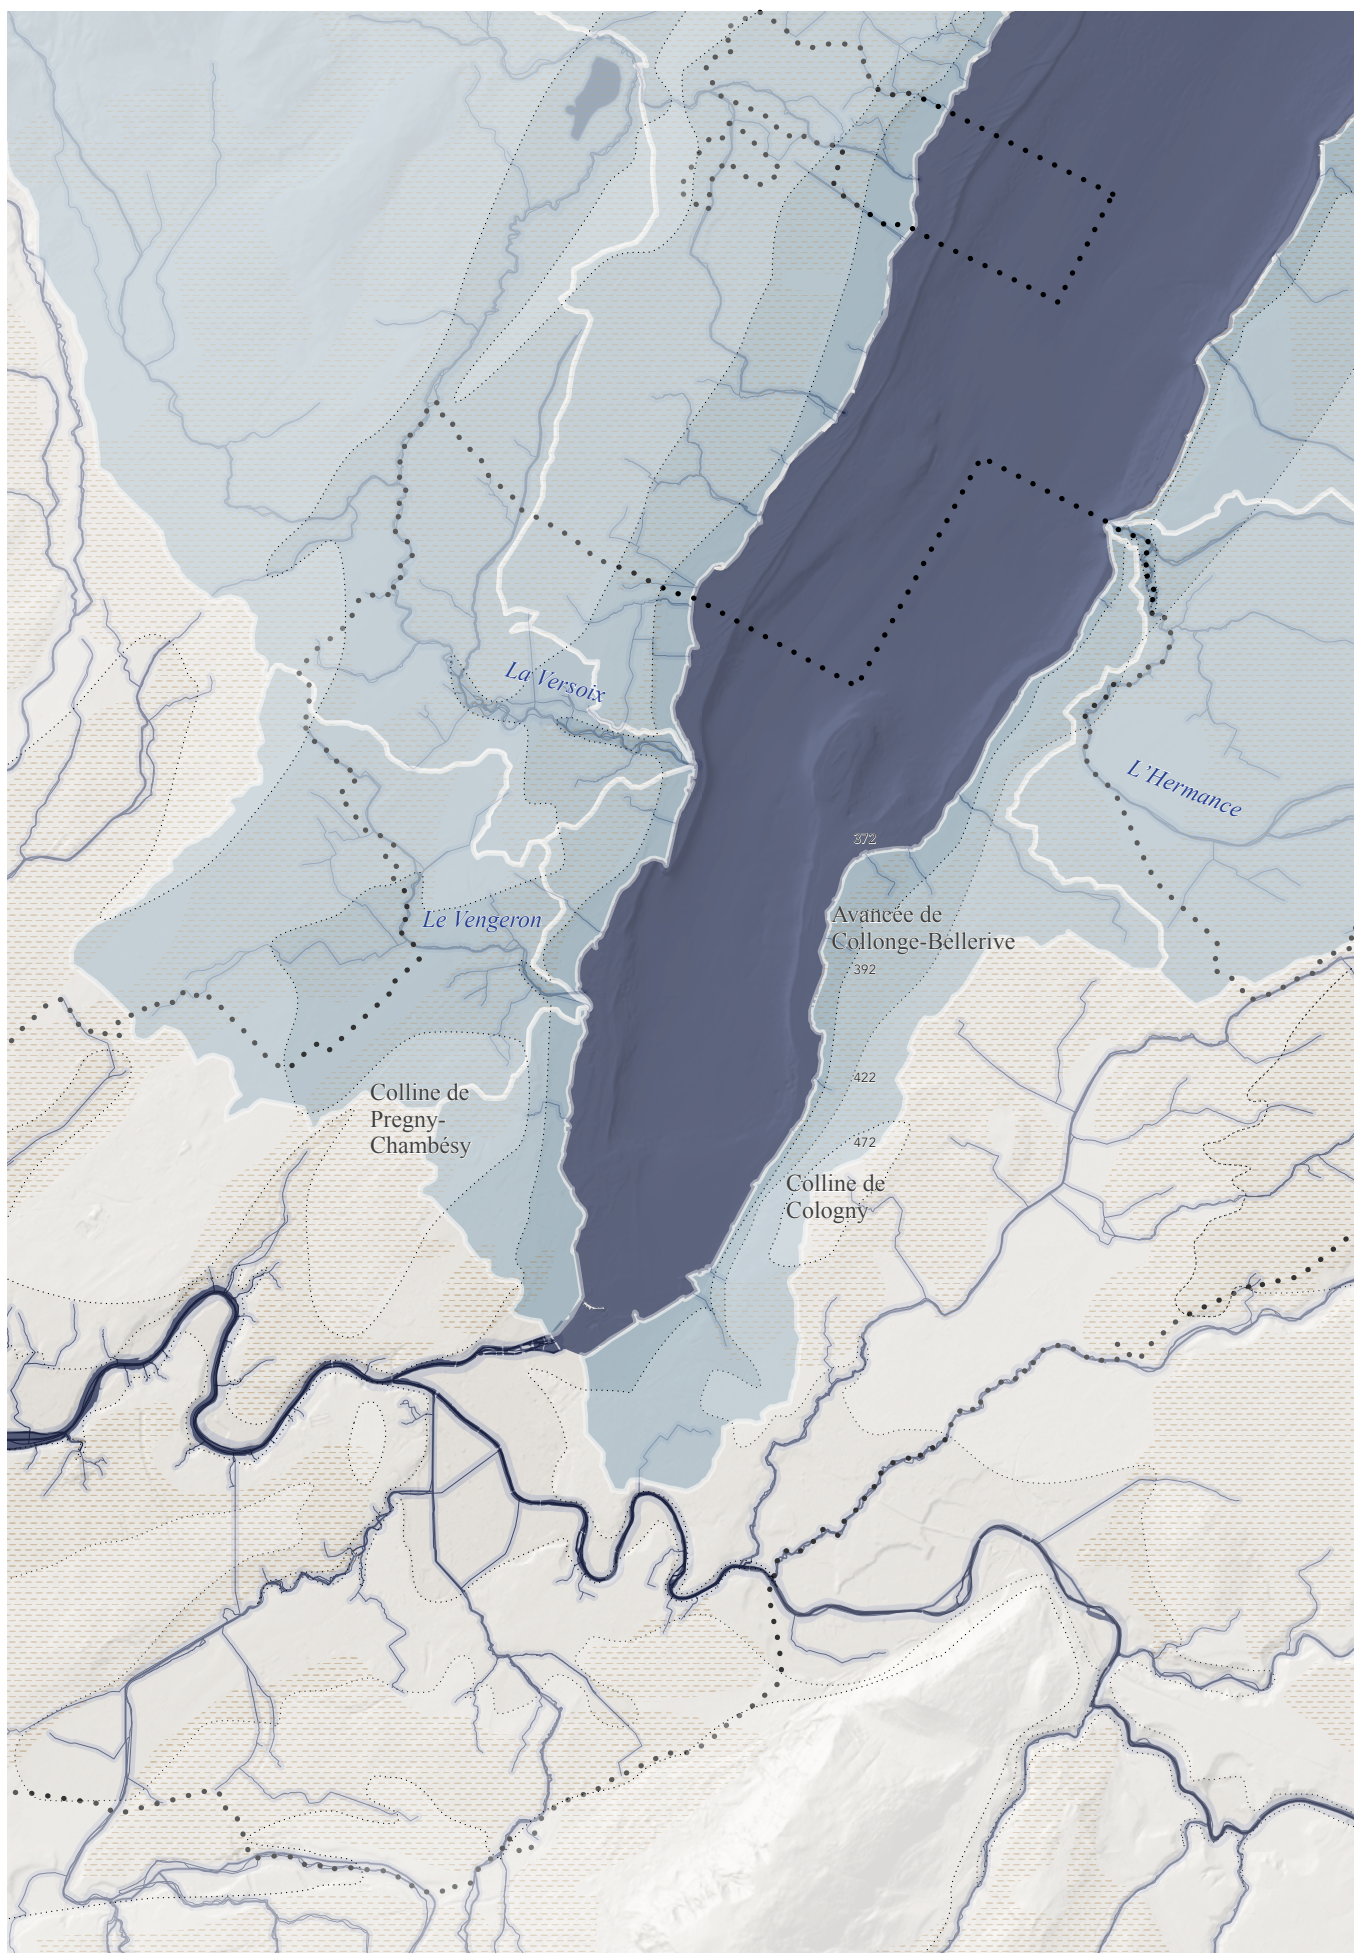 La Versoix
L'Hermance
372
Avancée de
Collonge-Bellerive
Le Vengeron
392
422
Colline de
Pregny-
Chambésy
472
Colline de
Cologny